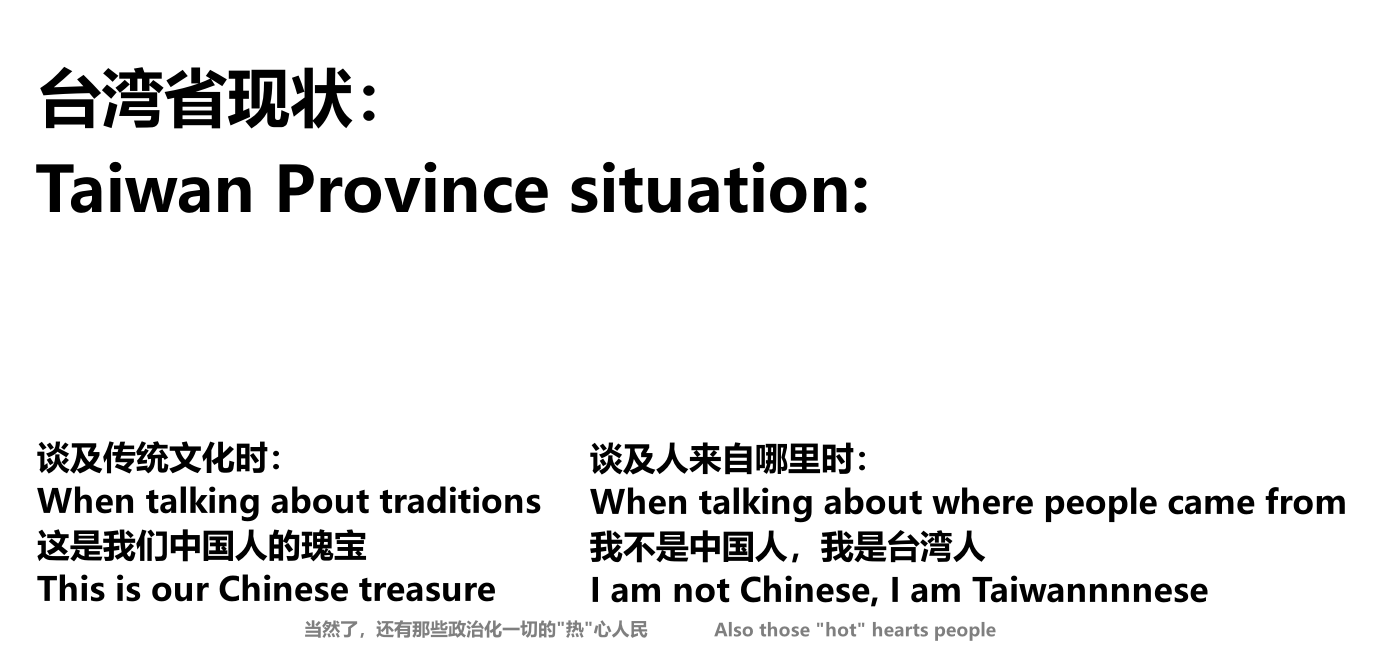 台湾省现状：
Taiwan Province situation:
谈及传统文化时：
When talking about traditions
这是我们中国人的瑰宝
This is our Chinese treasure
谈及人来自哪里时：
When talking about where people came from
我不是中国人，我是台湾人
I am not Chinese, I am Taiwannnnese
当然了，还有那些政治化一切的"热"心人民
Also those "hot" hearts people